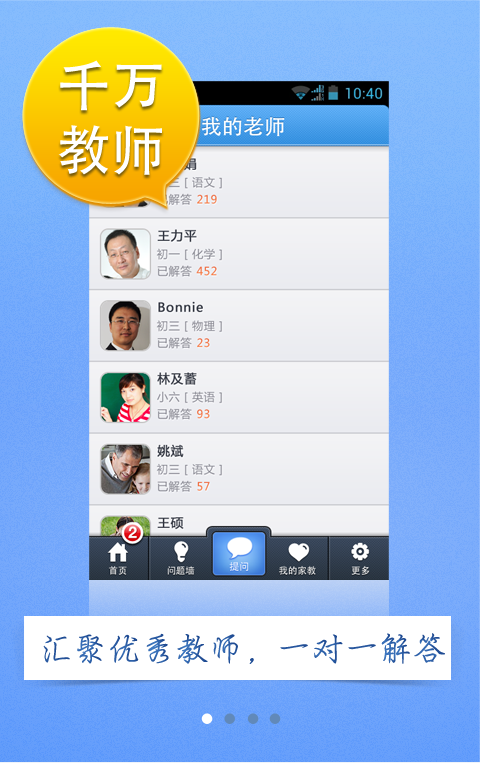 千万
教师
10:40
我的老师
娟
三 [ 语文 ]
解答 219
王力平
初一 [ 化学 ]
已解答 452
Bonnie
初三 [ 物理 ]
已解答 23
林及蓄
小六 [ 英语 ]
已解答 93
姚斌
初三 [ 语文 ]
已解答 57
王硕
2
首页
问题墙
提问
我的家教
更多
汇聚优秀教师，一对一解答